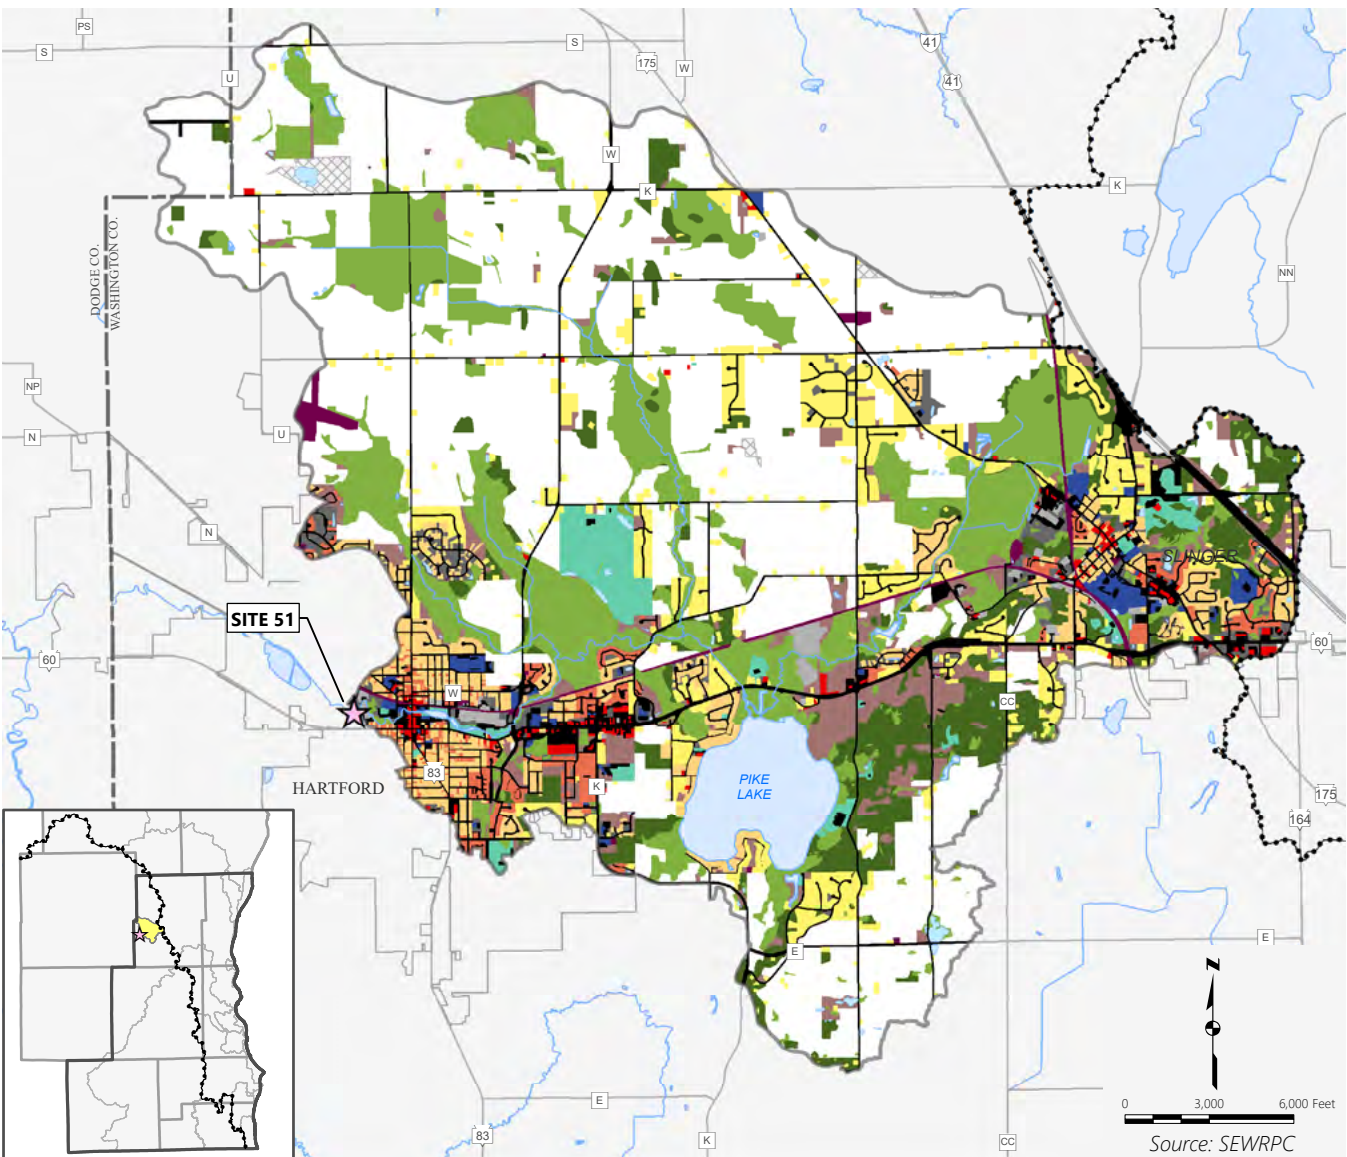 PS
S
S
41
175
W
U
41
W
K
K
DODGE CO.
WASHINGTON CO.
NN
NP
N
U
N
SLINGER
SITE 51
60
60
W
CC
PIKE
LAKE
83
HARTFORD
K
175
164
E
E
N
0 3,000 6,000 Feet
E
Source: SEWRPC
83
K
CC